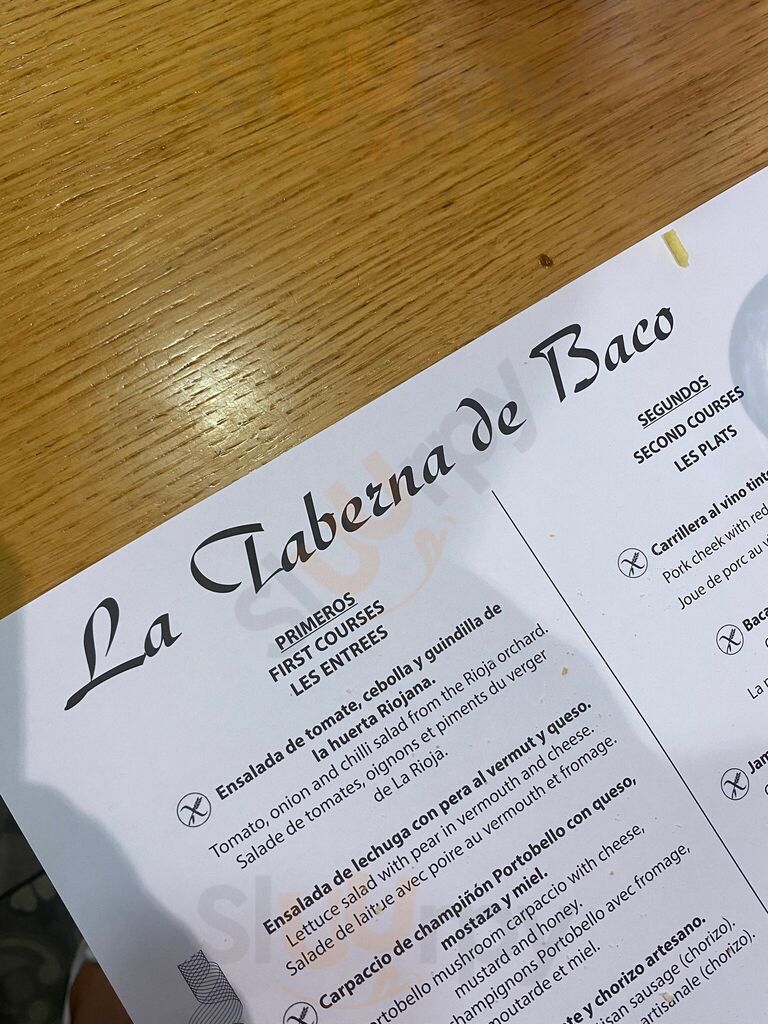 La Taberna de Baco
PRIMEROS
FIRST COURSES
LES ENTREES
Ensalada de tomate, cebolla y guindilla de
la huerta Riojana.
Tomato, onion and chilli salad from the Rioja orchard.
Salade de tomates, oignons et piments du verger
de La Rioja.
Ensalada de lechuga con pera al vermut y queso.
Lettuce salad with pear in vermouth and cheese.
Salade de laitue avec poire au vermouth et fromage.
Carpaccio de champiñón Portobello con queso,
mostaza y miel.
Portobello mushroom carpaccio with cheese,
mustard and honey.
champignons Portobello avec fromage,
moutarde et miel.
y chorizo artesano.
sausage (chorizo).
artisanale (chorizo).
SEGUNDOS
SECOND COURSES
LES PLATS
Carrillera al vino tinto
Pork cheek with red
Joue de porc au
La
Slurrpy
Slurrpy
Slurrpy